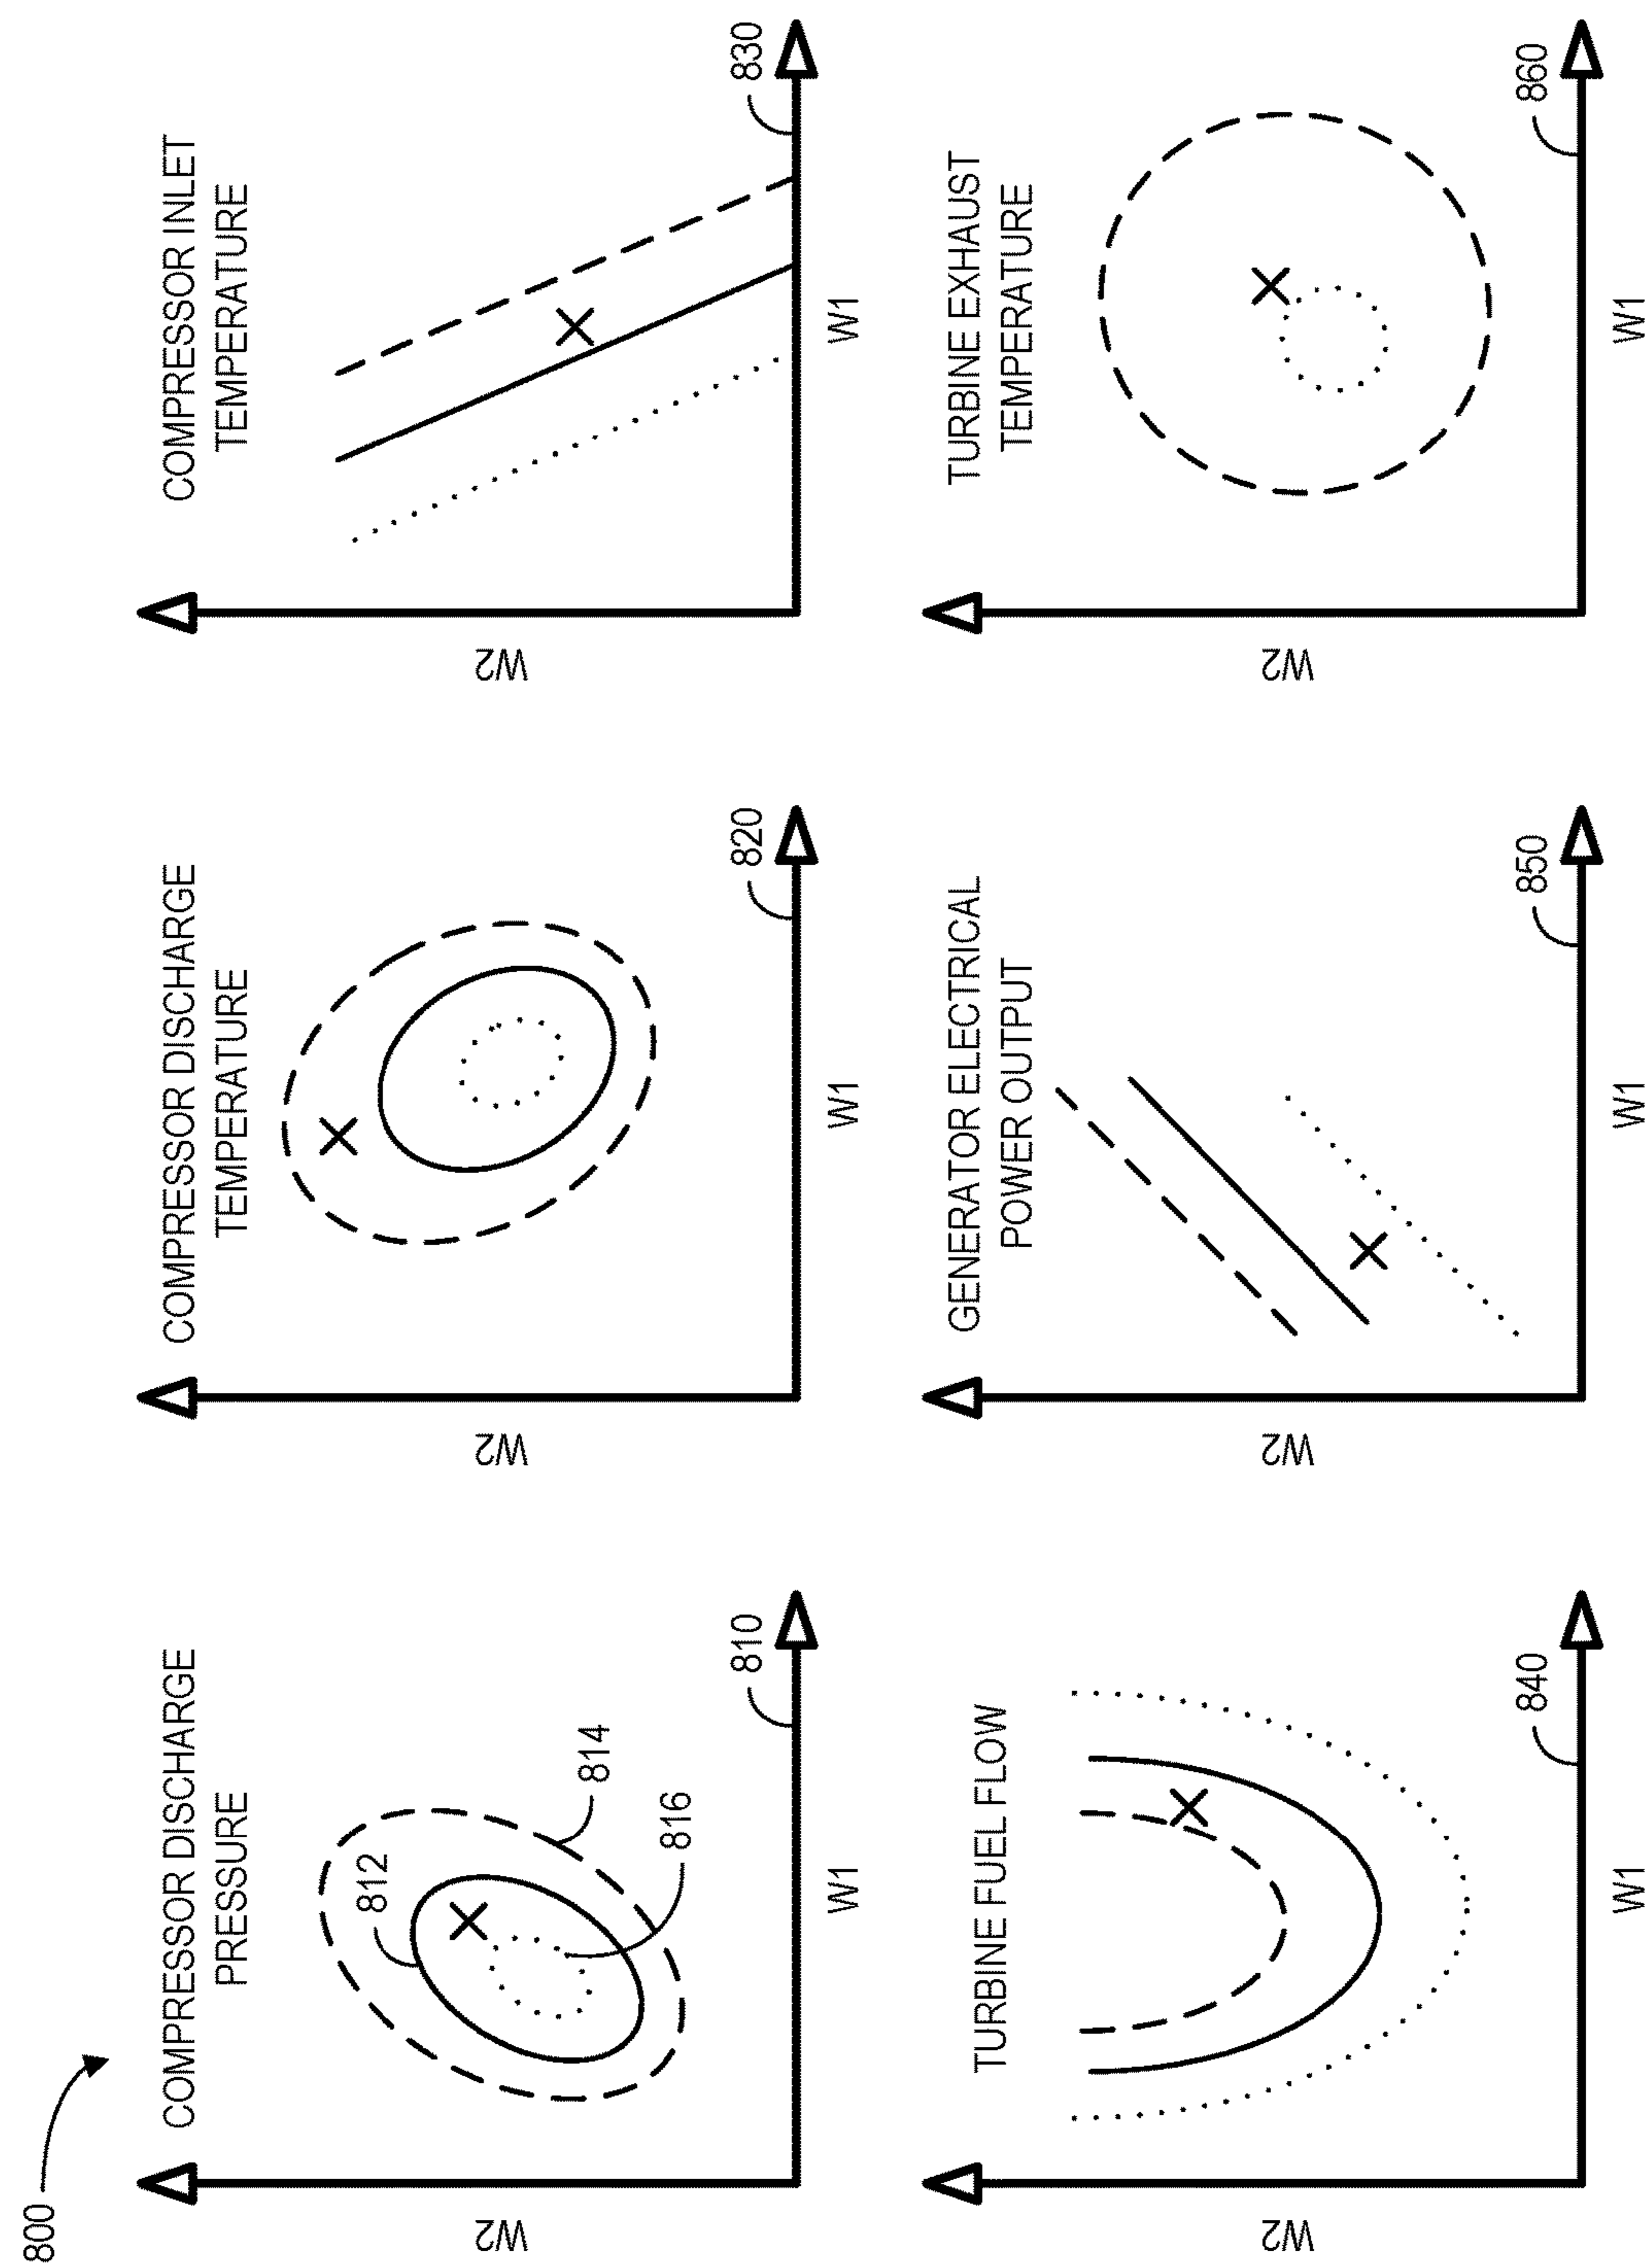 800
COMPRESSOR DISCHARGE
PRESSURE
812
814
816
810
W2
W1
COMPRESSOR DISCHARGE
TEMPERATURE
820
W2
W1
COMPRESSOR INLET
TEMPERATURE
830
W2
W1
TURBINE FUEL FLOW
840
W2
W1
GENERATOR ELECTRICAL
POWER OUTPUT
850
W2
W1
TURBINE EXHAUST
TEMPERATURE
860
W2
W1